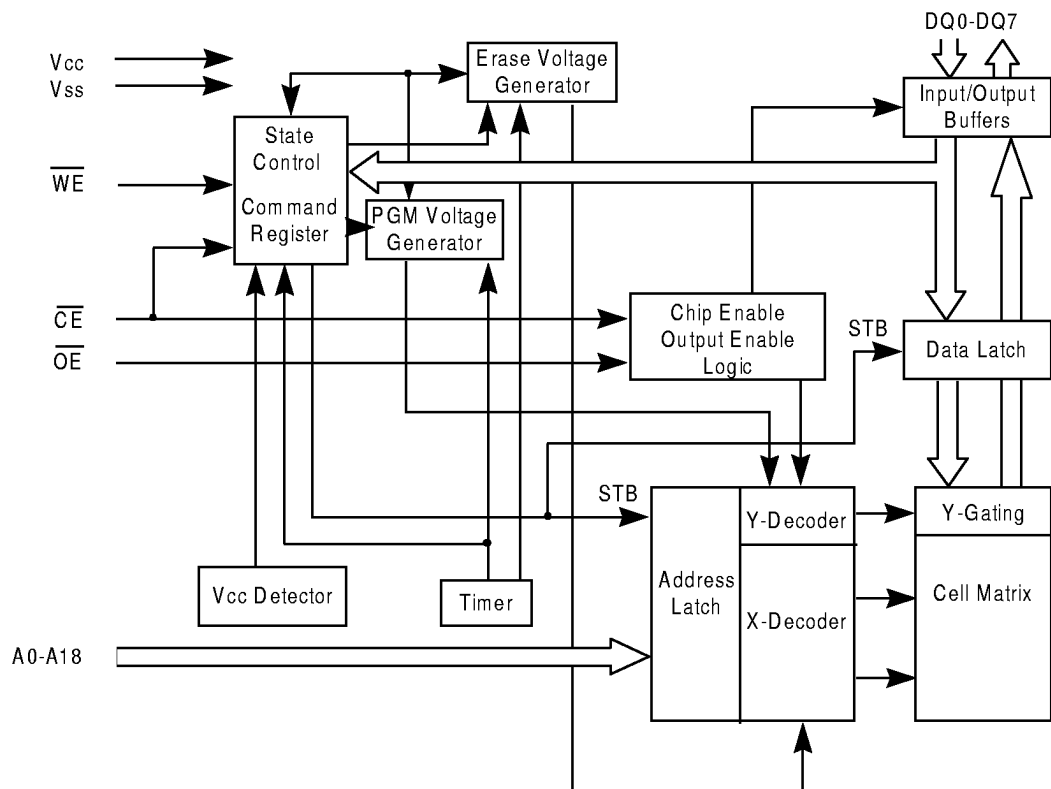 DQ0-DQ7
Vcc
Vss
Erase Voltage
Generator
Input/Output
Buffers
State
Control
Command
Register
WE
PGM Voltage
Generator
CE
OE
Chip Enable
Output Enable
Logic
STB
Data Latch
STB
Y-Decoder
Y-Gating
Address
Latch
X-Decoder
Cell Matrix
Vcc Detector
Timer
A0-A18